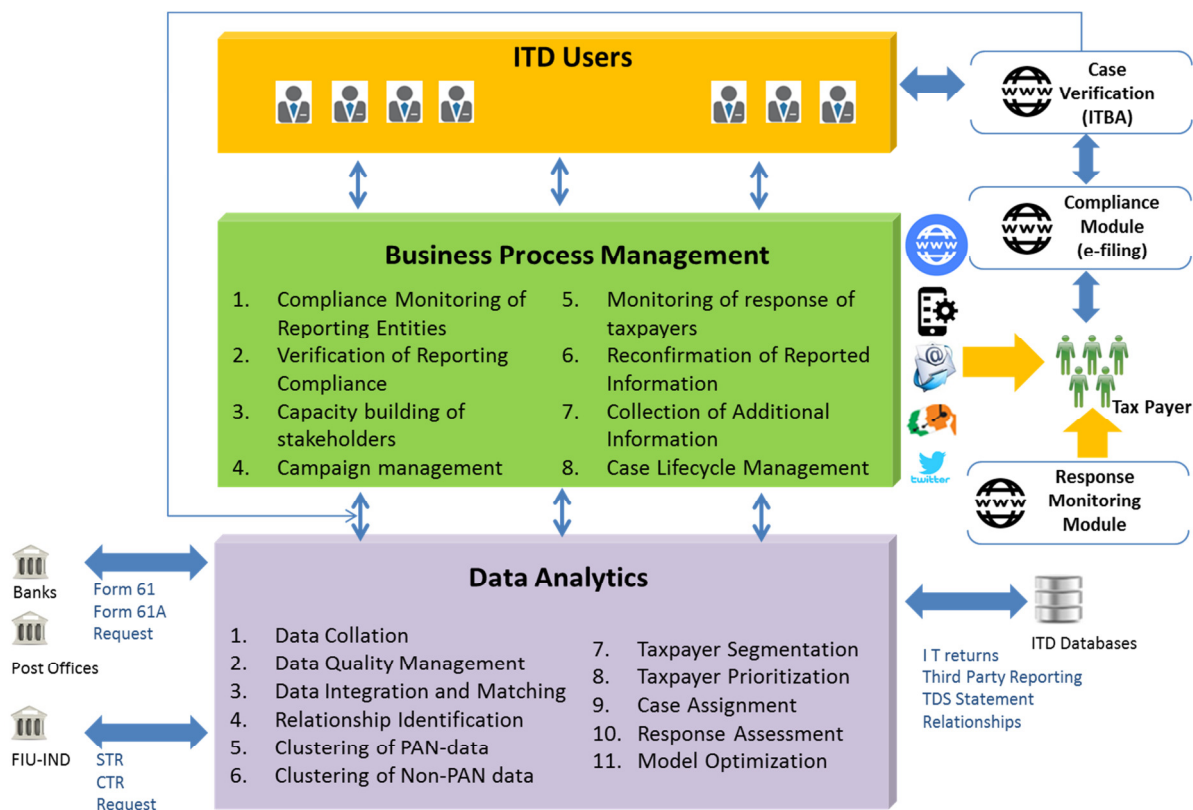 ITD Users
Case
Verification
(ITBA)
Compliance
Module
(e-filing)
Business Process Management
1. Compliance Monitoring of
Reporting Entities
2. Verification of Reporting
Compliance
3. Capacity building of
stakeholders
4. Campaign management
5. Monitoring of response of
taxpayers
6. Reconfirmation of Reported
Information
7. Collection of Additional
Information
8. Case Lifecycle Management
www
www
www
@
twitter
Tax Payer
www
Response
Monitoring
Module
Banks
Form 61
Form 61A
Request
Post Offices
FIU-IND
STR
CTR
Request
Data Analytics
1. Data Collation
2. Data Quality Management
3. Data Integration and Matching
4. Relationship Identification
5. Clustering of PAN-data
6. Clustering of Non-PAN data
7. Taxpayer Segmentation
8. Taxpayer Prioritization
9. Case Assignment
10. Response Assessment
11. Model Optimization
ITD Databases
I T returns
Third Party Reporting
TDS Statement
Relationships